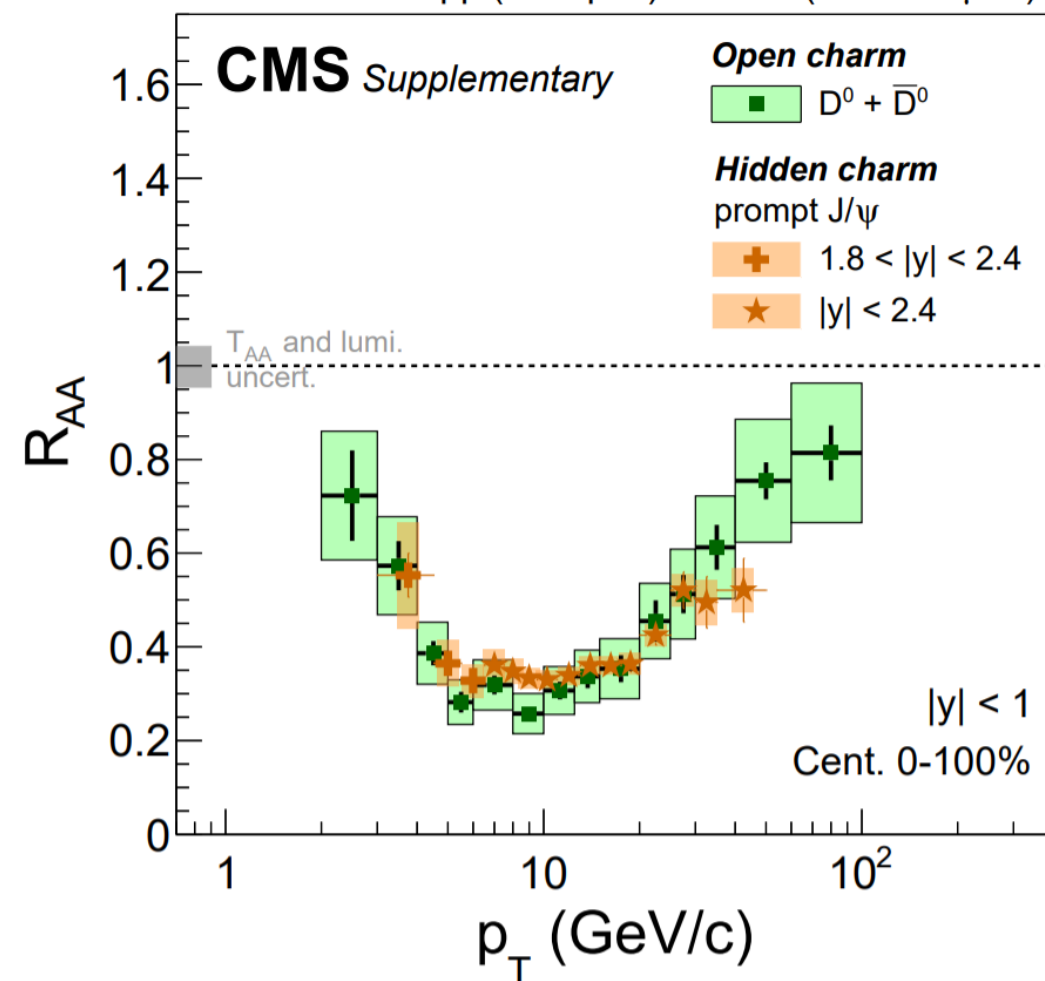 CMS Supplementary
Open charm
D⁰ + D̅⁰
Hidden charm
prompt J/ψ
1.8 < |y| < 2.4
|y| < 2.4
T_AA and lumi.
uncert.
R_AA
1.6
1.4
1.2
1
0.8
0.6
0.4
0.2
0
|y| < 1
Cent. 0-100%
1
10
10²
p_T (GeV/c)